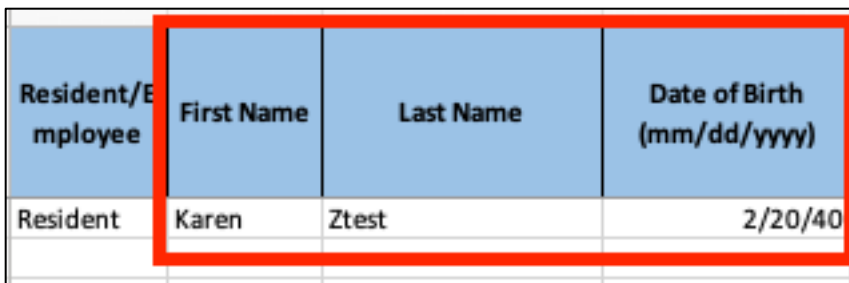 Resident/E
mployee
First Name
Last Name
Date of Birth
(mm/dd/yyyy)
Resident
Karen
Ztest
2/20/40